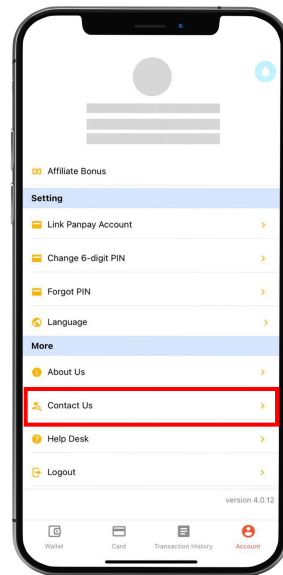 Affiliate Bonus
Setting
Link Panpay Account
Change 6-digit PIN
Forgot PIN
Language
More
About Us
Contact Us
Help Desk
Logout
version 4.0.12
Wallet Card Transaction History Account